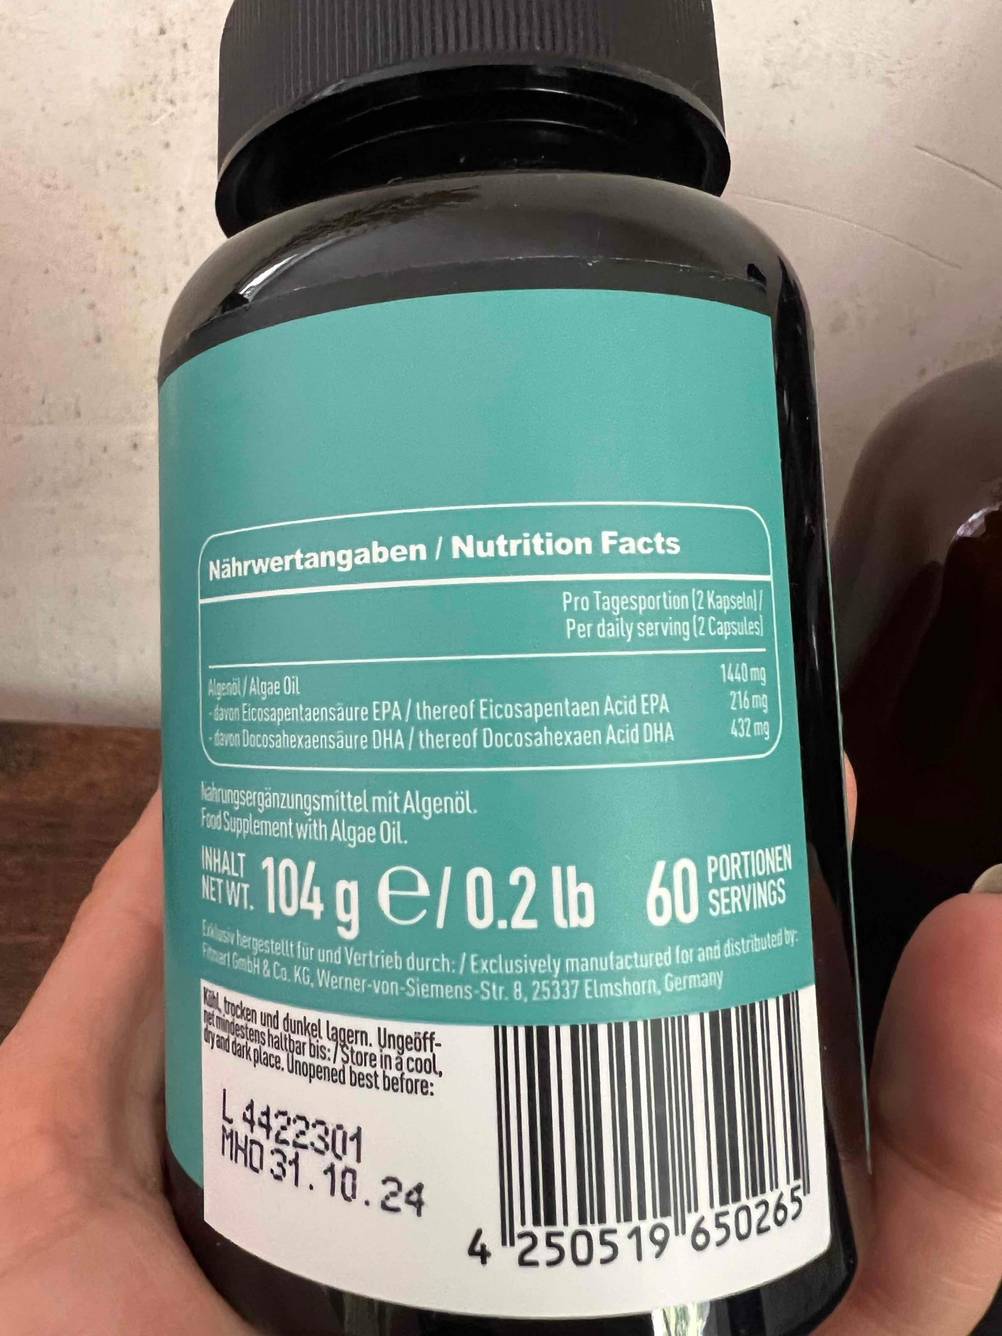 Nährwertangaben / Nutrition Facts
Pro Tagesportion (2 Kapseln) /
Per daily serving (2 Capsules)
Algenöl / Algae Oil 1440 mg
- davon Eicosapentaensäure EPA / thereof Eicosapentaen Acid EPA 216 mg
- davon Docosahexaensäure DHA / thereof Docosahexaen Acid DHA 432 mg
Nahrungsergänzungsmittel mit Algenöl.
Food Supplement with Algae Oil.
INHALT
NET WT. 104 g ℮ / 0.2 lb 60 PORTIONEN
SERVINGS
Exklusiv hergestellt für und Vertrieb durch: / Exclusively manufactured for and distributed by:
Fitmart GmbH & Co. KG, Werner-von-Siemens-Str. 8, 25337 Elmshorn, Germany
Kühl, trocken und dunkel lagern. Ungeöff-
net mindestens haltbar bis: / Store in a cool,
dry and dark place. Unopened best before:
L 4422301
MHD 31.10.24
4 250519 650265